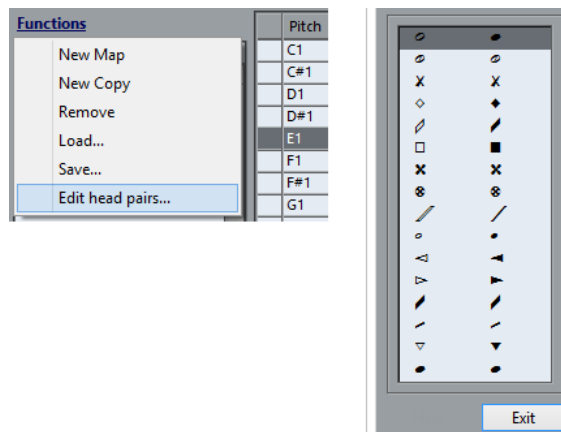 Functions
New Map
New Copy
Remove
Load...
Save...
Edit head pairs...
Pitch
C1
C#1
D1
D#1
E1
F1
F#1
G1
Exit